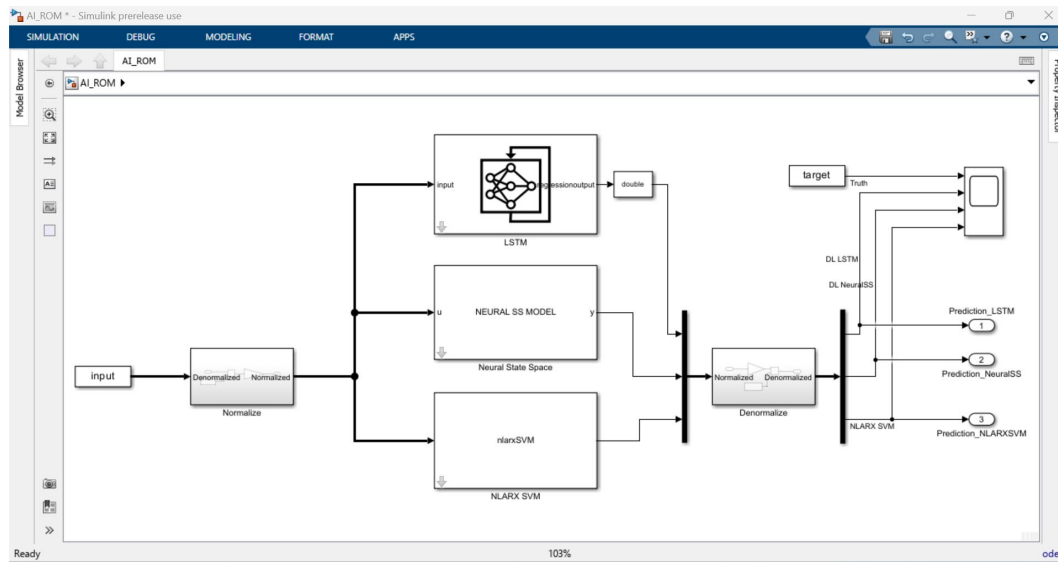 AI_ROM * - Simulink prerelease use
SIMULATION
DEBUG
MODELING
FORMAT
APPS
Model Browser
AI_ROM
AI_ROM
Property Inspector
input
regressionoutput
LSTM
double
target
Truth
u
NEURAL SS MODEL
y
Neural State Space
DL LSTM
DL NeuralSS
input
Denormalized
Normalized
Normalize
nlarxSVM
NLARX SVM
Normalized
Denormalized
Denormalize
Prediction_LSTM
1
2
Prediction_NeuralSS
NLARX SVM
3
Prediction_NLARXSVM
Ready
103%
ode